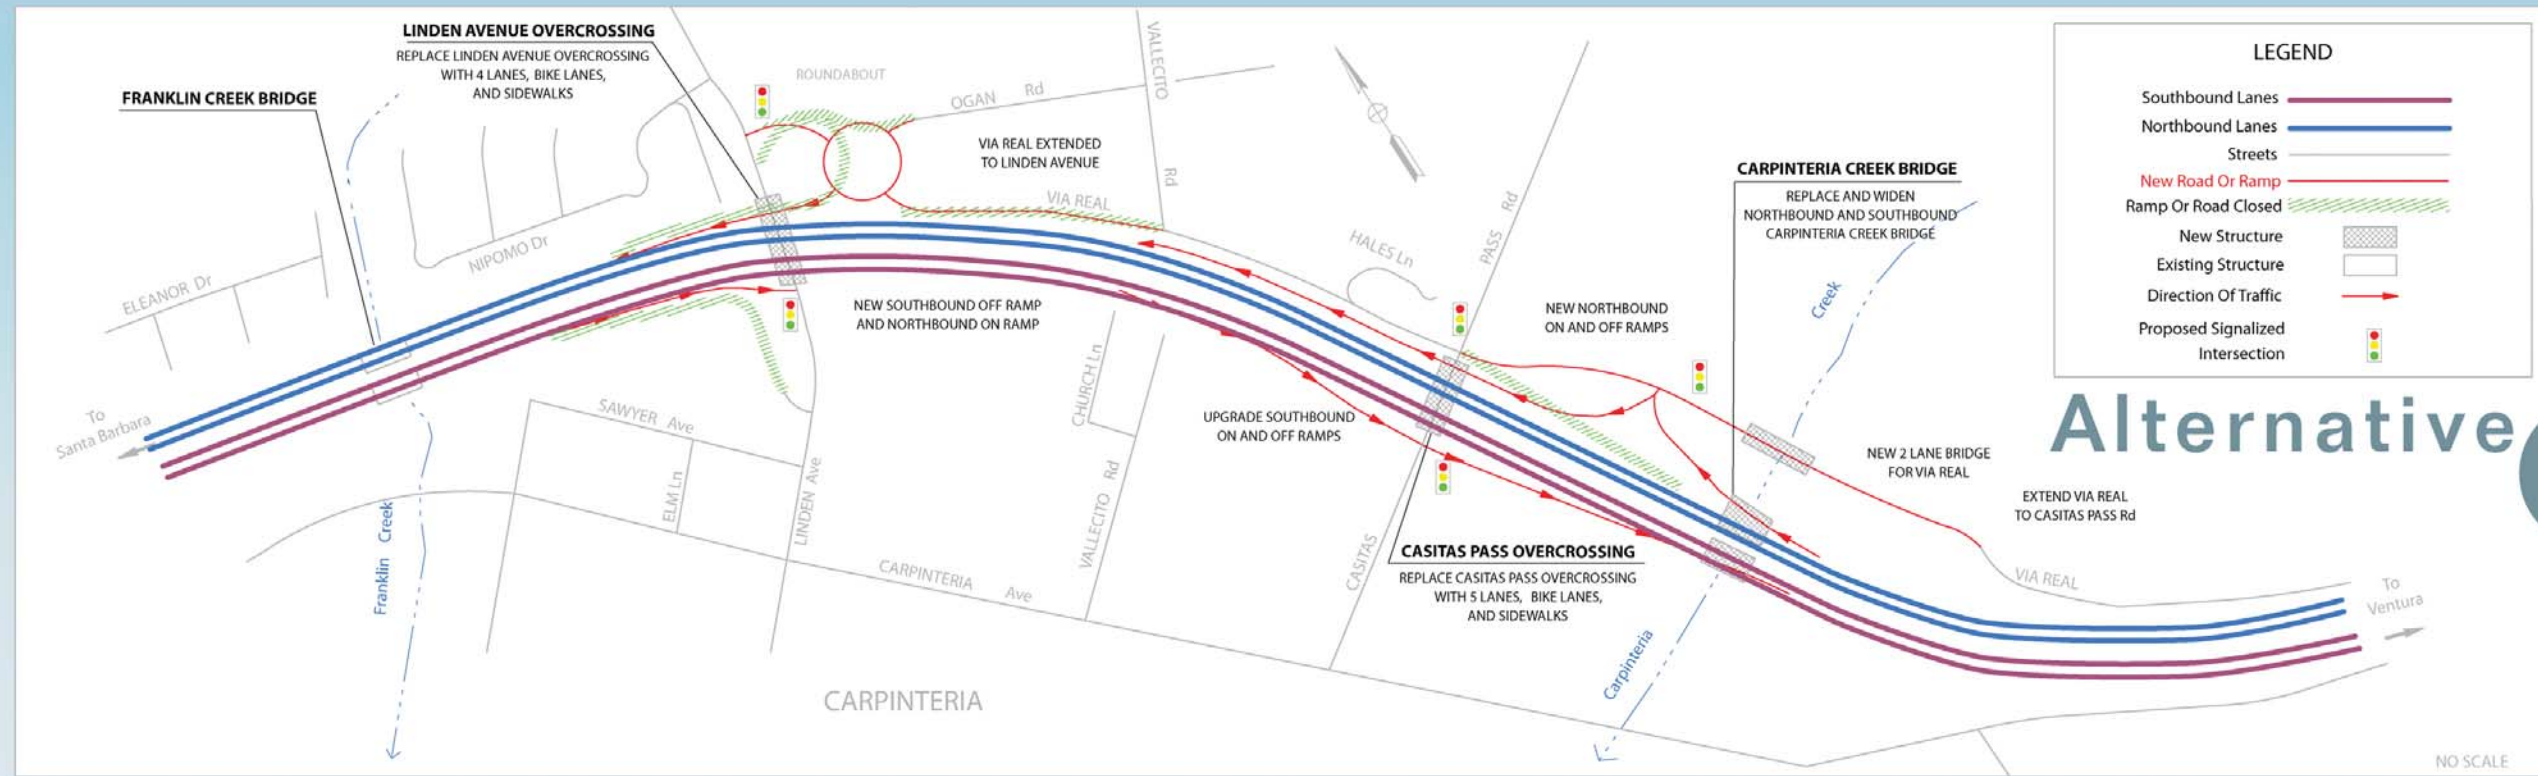 FRANKLIN CREEK BRIDGE
LINDEN AVENUE OVERCROSSING
REPLACE LINDEN AVENUE OVERCROSSING
WITH 4 LANES, BIKE LANES,
AND SIDEWALKS
ROUNDABOUT
OGAN Rd
VALLECITO Rd
VIA REAL EXTENDED
TO LINDEN AVENUE
VIA REAL
ELEANOR Dr
NIPOMO Dr
HALES Ln
PASS Rd
CARPINTERIA CREEK BRIDGE
REPLACE AND WIDEN
NORTHBOUND AND SOUTHBOUND
CARPINTERIA CREEK BRIDGE
Creek
NEW SOUTHBOUND OFF RAMP
AND NORTHBOUND ON RAMP
NEW NORTHBOUND
ON AND OFF RAMPS
To
Santa Barbara
SAWYER Ave
ELM Ln
LINDEN Ave
CHURCH Ln
VALLECITO Rd
UPGRADE SOUTHBOUND
ON AND OFF RAMPS
NEW 2 LANE BRIDGE
FOR VIA REAL
EXTEND VIA REAL
TO CASITAS PASS Rd
Franklin Creek
CARPINTERIA Ave
CASITAS
CASITAS PASS OVERCROSSING
REPLACE CASITAS PASS OVERCROSSING
WITH 5 LANES, BIKE LANES,
AND SIDEWALKS
VIA REAL
To
Ventura
Carpinteria
CARPINTERIA
NO SCALE
LEGEND
Southbound Lanes
Northbound Lanes
Streets
New Road Or Ramp
Ramp Or Road Closed
New Structure
Existing Structure
Direction Of Traffic
Proposed Signalized
Intersection
Alternative